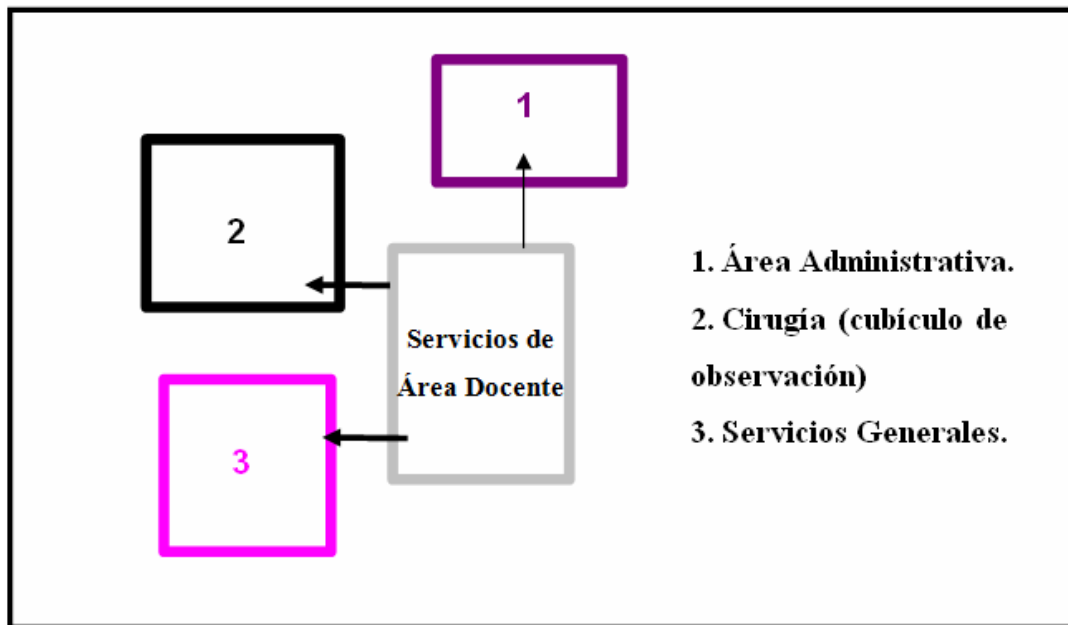 1
2
3
Servicios de
Área Docente
1. Área Administrativa.
2. Cirugía (cubículo de
observación)
3. Servicios Generales.